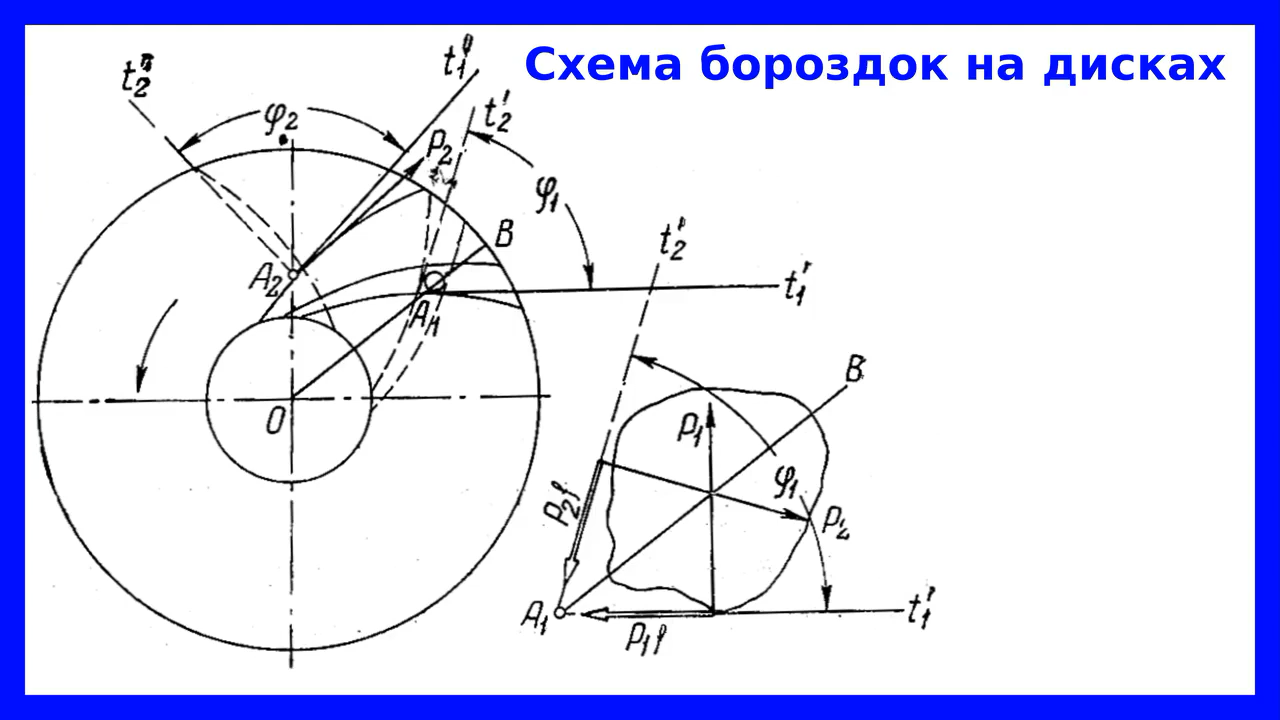 Схема бороздок на дисках
t₂"
t₁"
φ₂
t₂'
P₂
φ₁
B
t₂'
A₂
t₁'
A₁
B
O
P₁
φ₁
P₂f
P₂
A₁
t₁'
P₁f